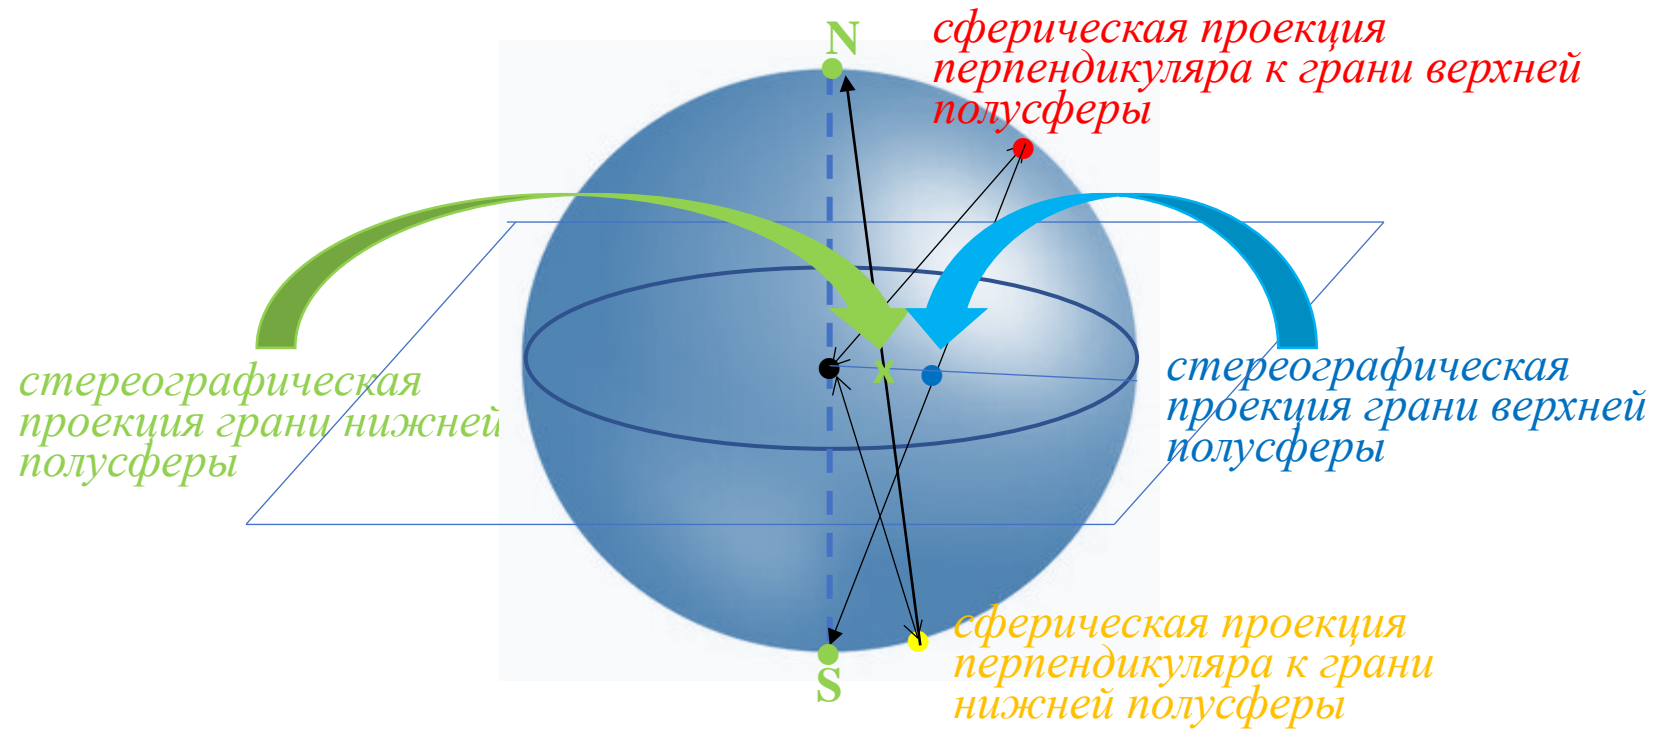 N
сферическая проекция
перпендикуляра к грани верхней
полусферы
стереографическая
проекция грани нижней
полусферы
x
стереографическая
проекция грани верхней
полусферы
S
сферическая проекция
перпендикуляра к грани
нижней полусферы